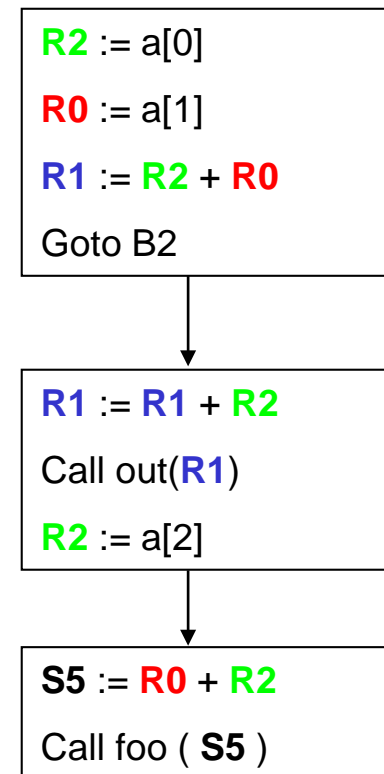 R2 := a[0]
R0 := a[1]
R1 := R2 + R0
Goto B2
R1 := R1 + R2
Call out(R1)
R2 := a[2]
S5 := R0 + R2
Call foo ( S5 )